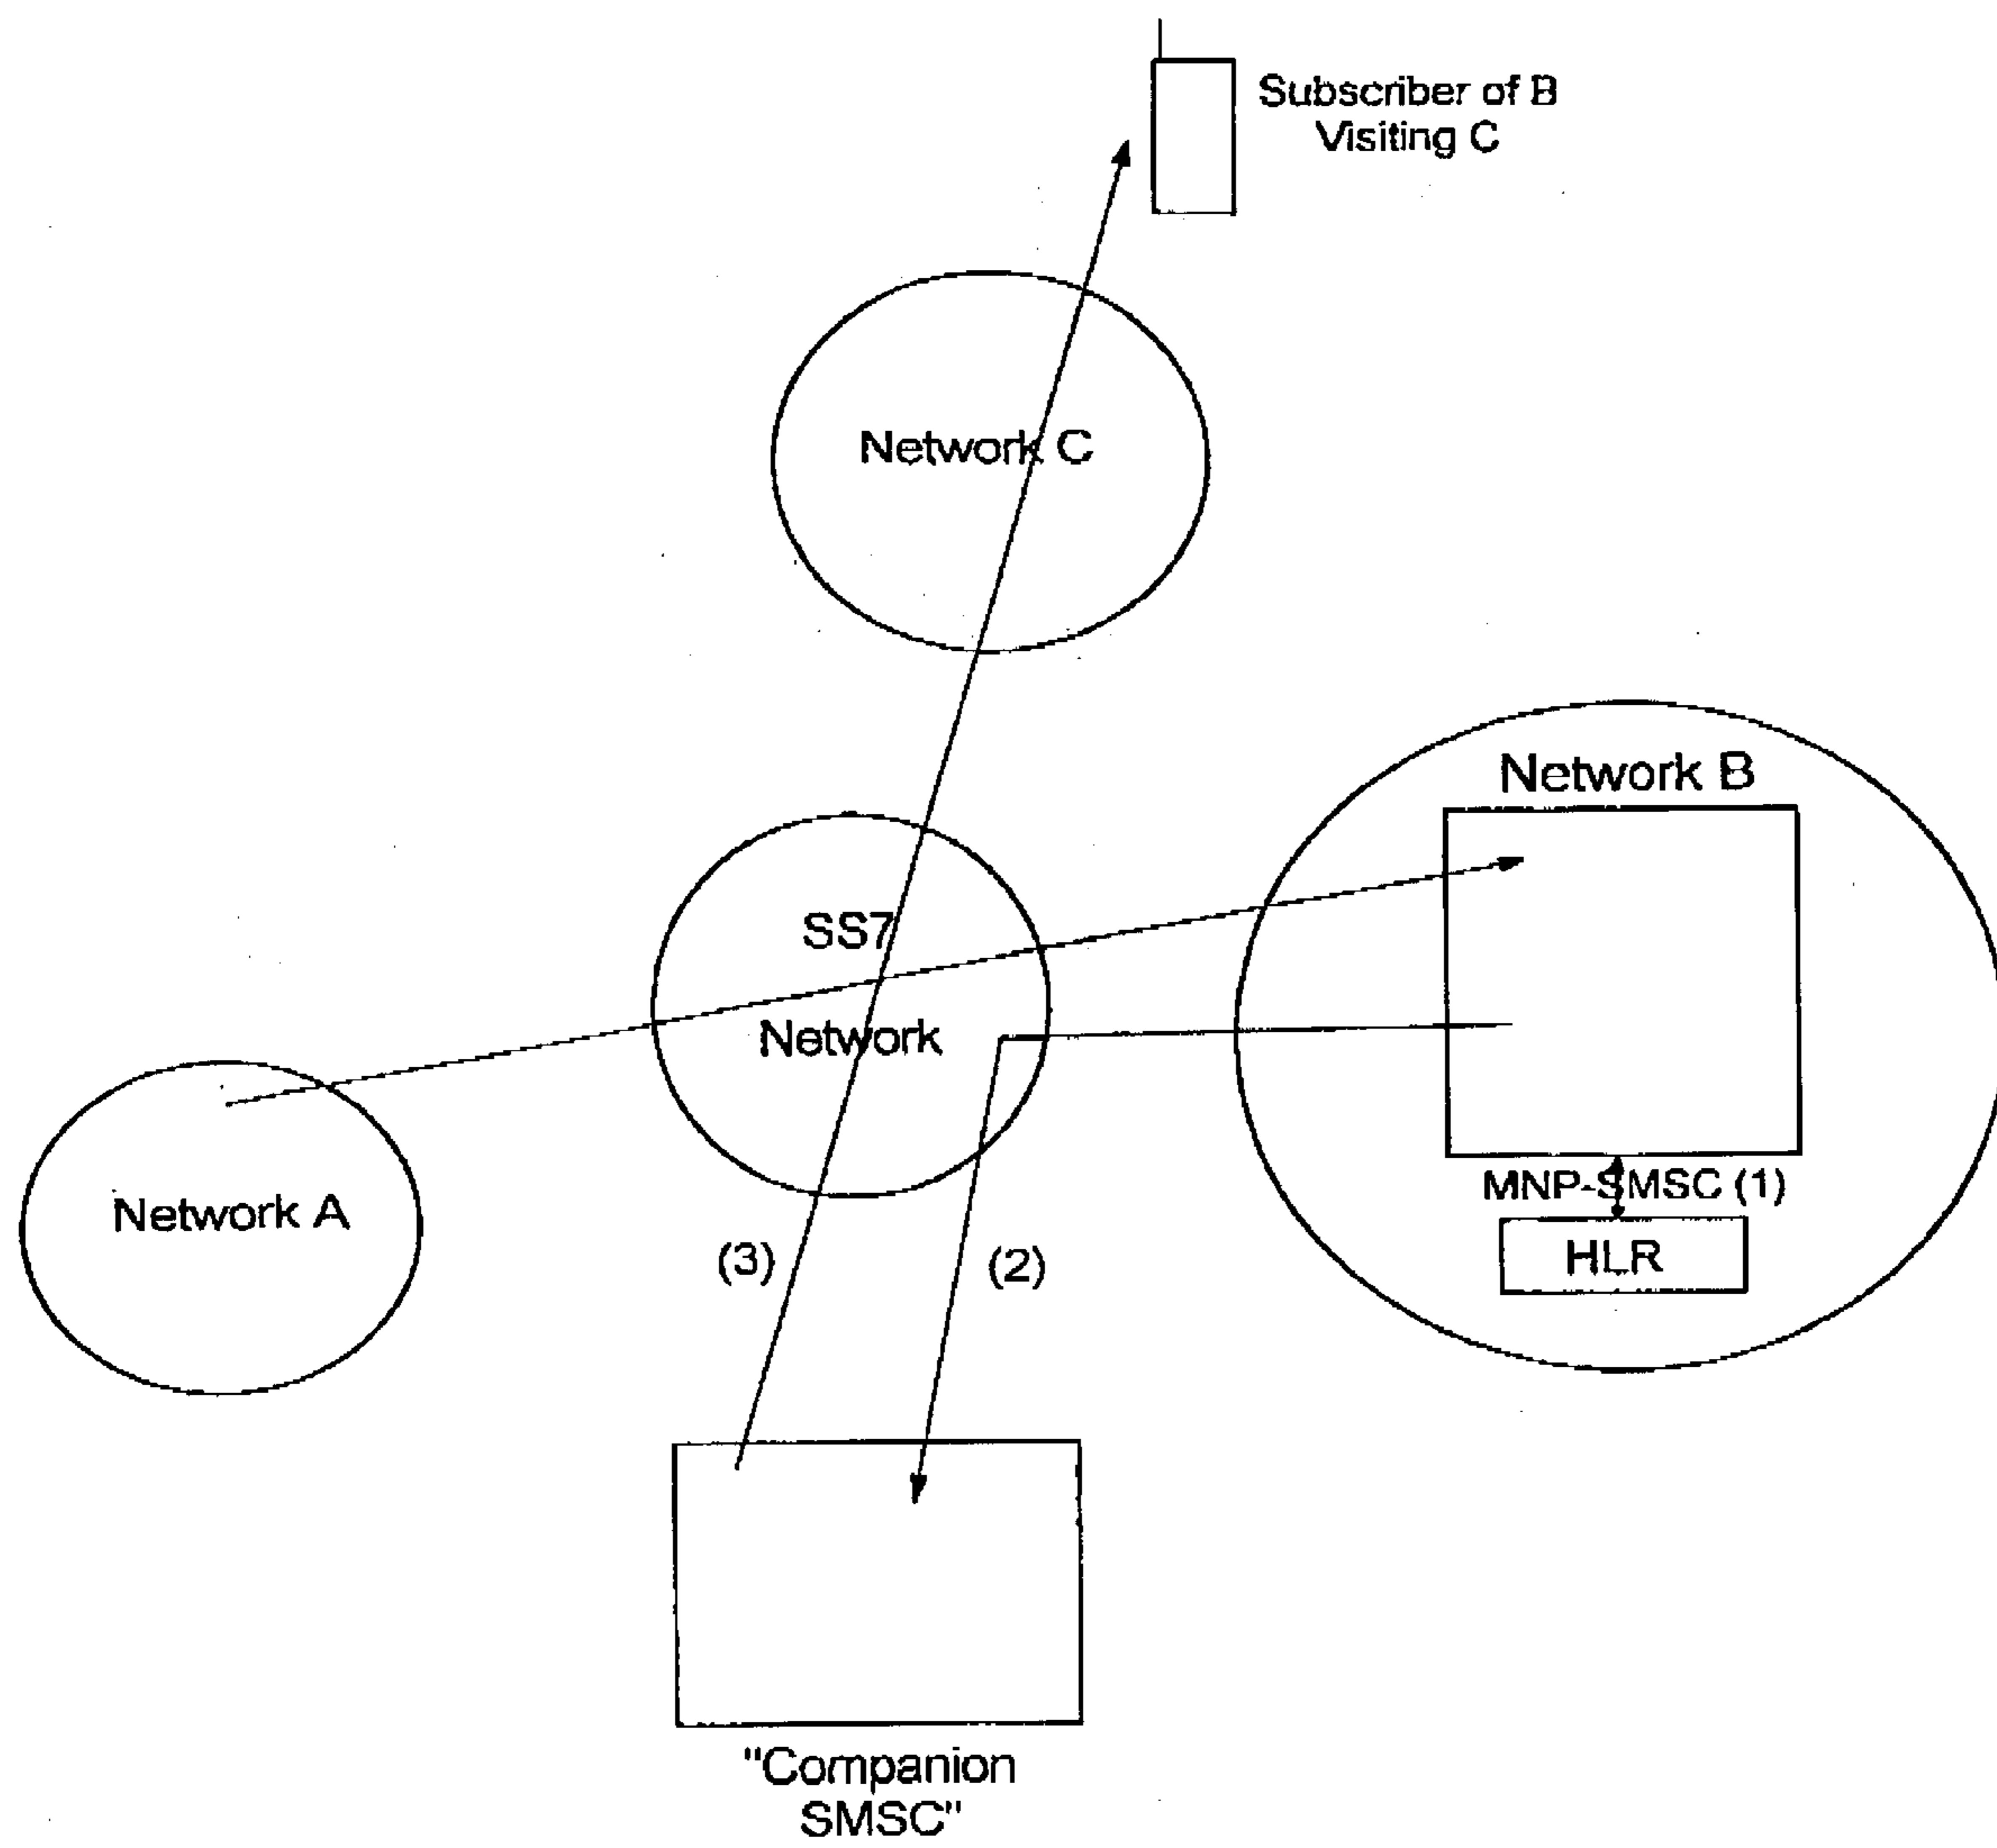 Subscriber of B
Visiting C
Network C
Network B
SS7
Network
MNP-SMSC (1)
Network A
(3)
(2)
HLR
"Companion
SMSC"